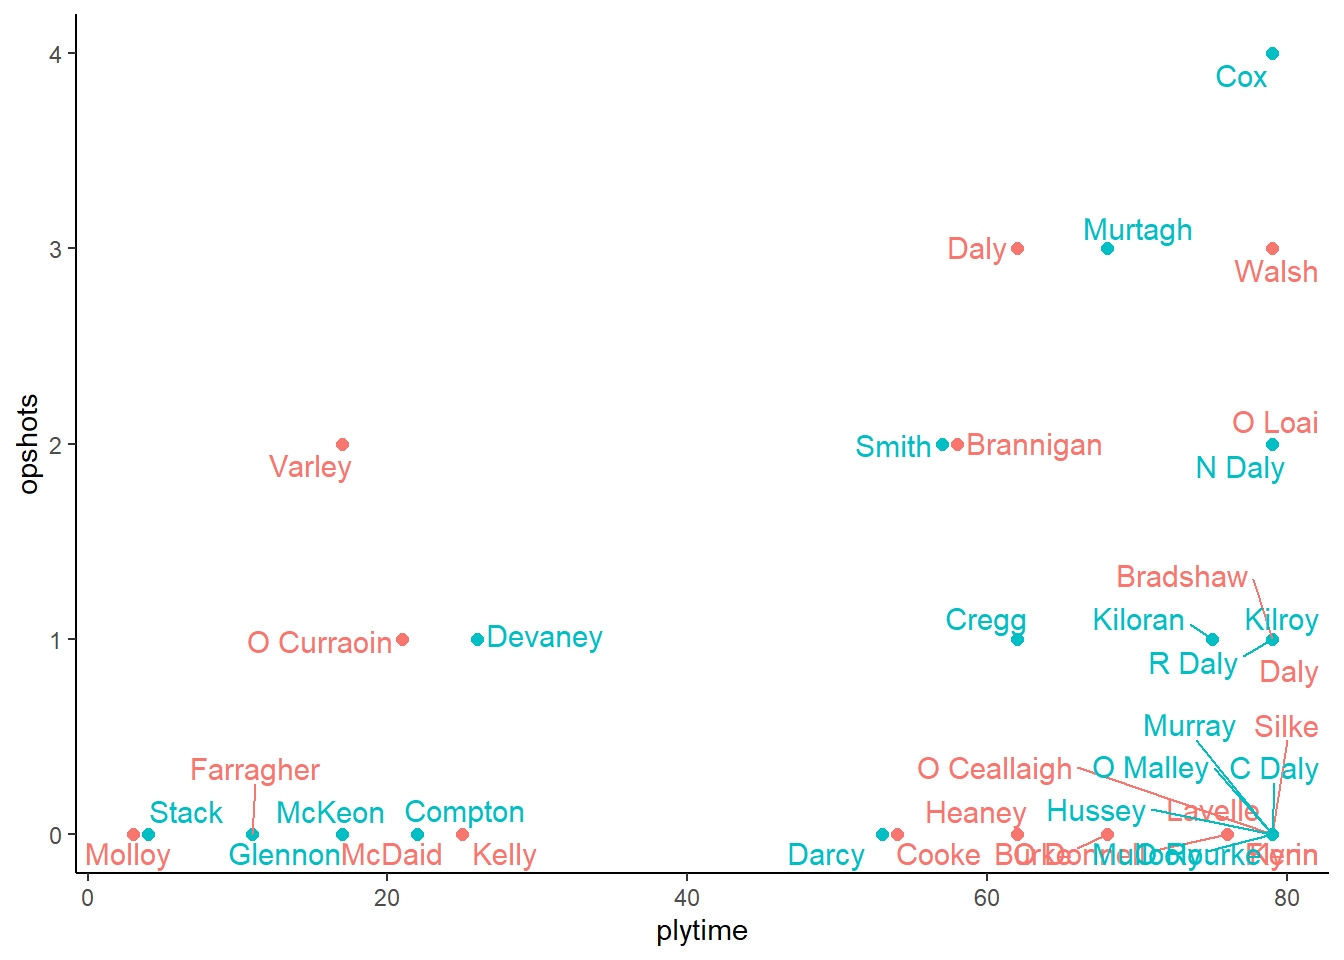 4
Cox
Murtagh
3
Daly
Walsh
O Loai
2
Smith
Brannigan
Varley
N Daly
Bradshaw
Cregg
Kiloran
Kilroy
1
O Curraoin
Devaney
R Daly
Daly
Murray
Silke
Farragher
O Ceallaigh
O Malley
C Daly
Stack
McKeon
Compton
Heaney
Hussey
Lavelle
0
Molloy
Glennon
McDaid
Kelly
Darcy
Cooke
Burke
O Rourke
0
20
40
60
80
plytime
opshots